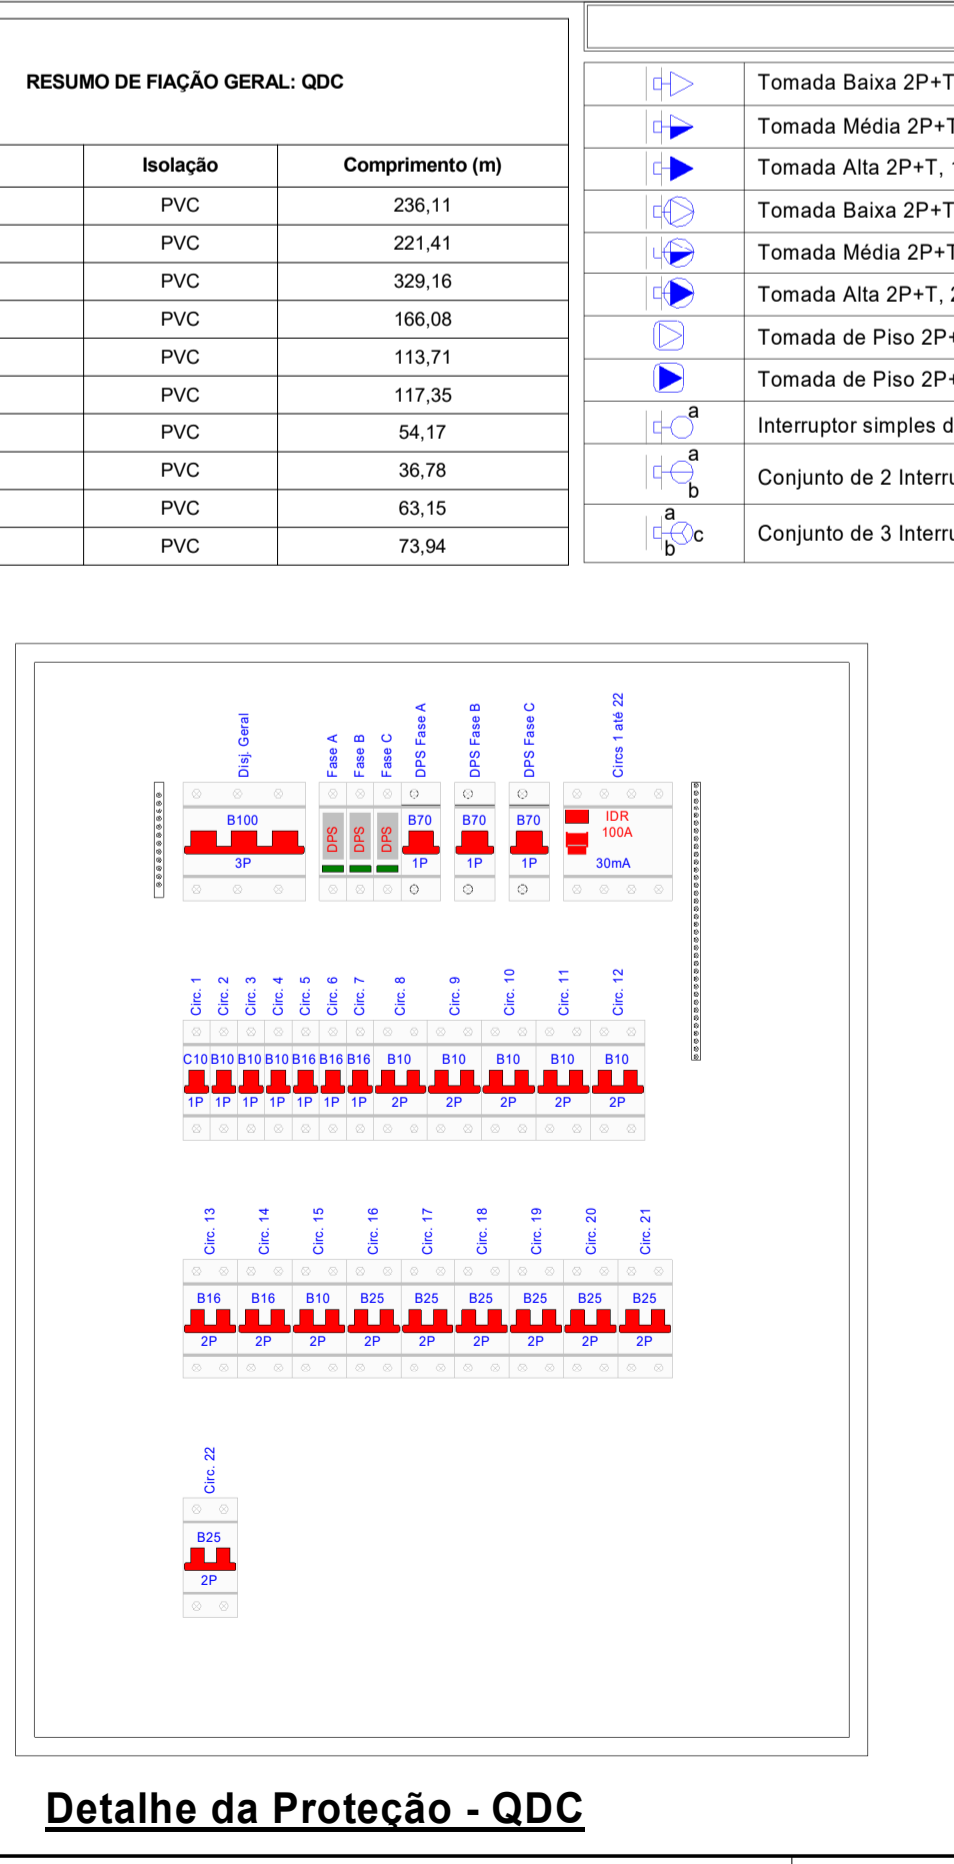 RESUMO DE FIAÇÃO GERAL: QDC
Isolação Comprimento (m)
PVC 236,11
PVC 221,41
PVC 329,16
PVC 166,08
PVC 113,71
PVC 117,35
PVC 54,17
PVC 36,78
PVC 63,15
PVC 73,94
Tomada Baixa 2P+T
Tomada Média 2P+T
Tomada Alta 2P+T,
Tomada Baixa 2P+T
Tomada Média 2P+T
Tomada Alta 2P+T, 2
Tomada de Piso 2P+
Tomada de Piso 2P+
a
Interruptor simples d
a
b
Conjunto de 2 Interru
a
b
c
Conjunto de 3 Interru
Disj. Geral
Fase A
Fase B
Fase C
DPS Fase A
DPS Fase B
DPS Fase C
Circs 1 até 22
B100 DPS DPS DPS B70 B70 B70 IDR
100A
3P 1P 1P 1P 30mA
Circ. 1
Circ. 2
Circ. 3
Circ. 4
Circ. 5
Circ. 6
Circ. 7
Circ. 8
Circ. 9
Circ. 10
Circ. 11
Circ. 12
C10 B10 B10 B10 B16 B16 B16 B10 B10 B10 B10 B10
1P 1P 1P 1P 1P 1P 1P 2P 2P 2P 2P 2P
Circ. 13
Circ. 14
Circ. 15
Circ. 16
Circ. 17
Circ. 18
Circ. 19
Circ. 20
Circ. 21
B16 B16 B10 B25 B25 B25 B25 B25 B25
2P 2P 2P 2P 2P 2P 2P 2P 2P
Circ. 22
B25
2P
Detalhe da Proteção - QDC